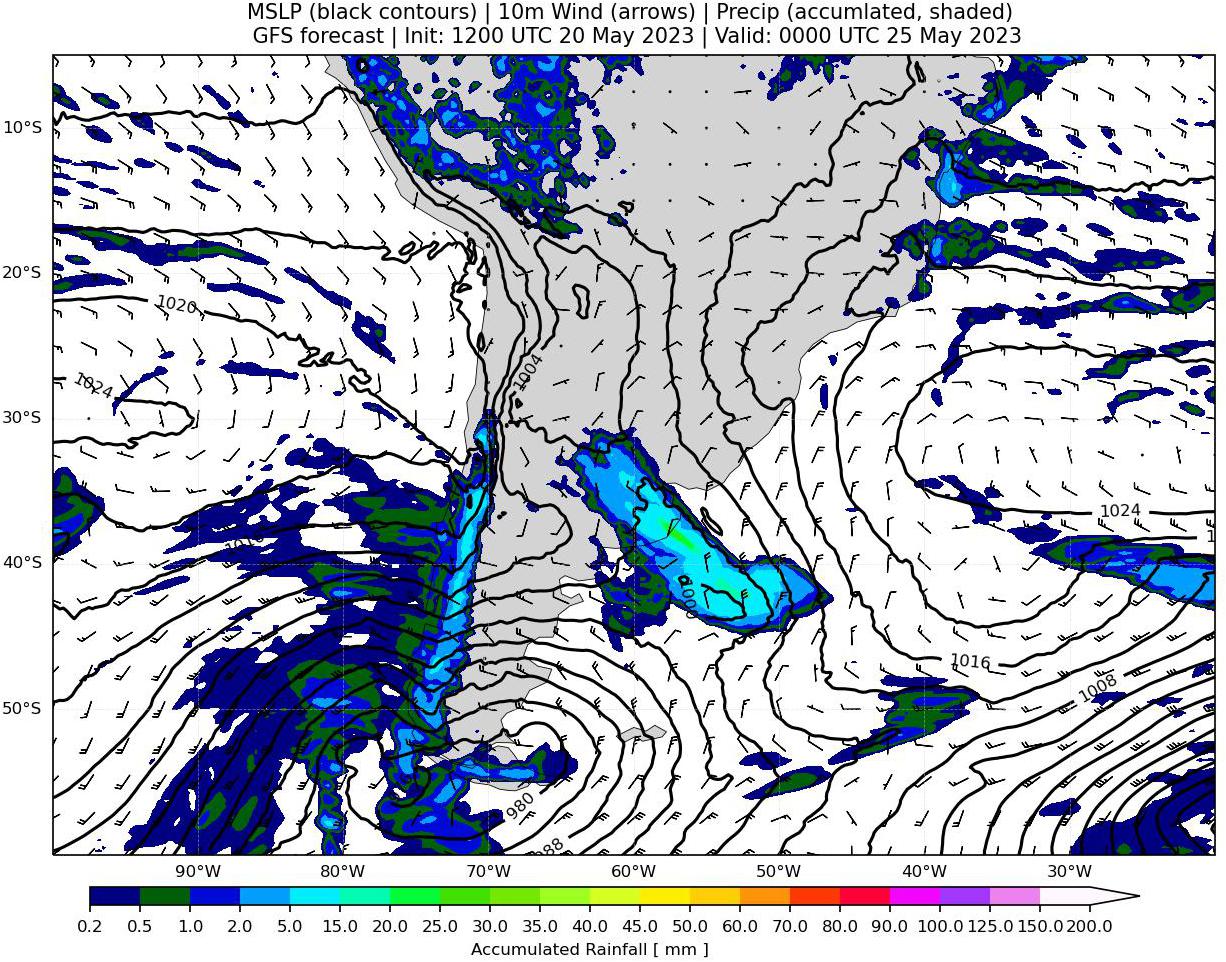 MSLP (black contours) | 10m Wind (arrows) | Precip (accumlated, shaded)
GFS forecast | Init: 1200 UTC 20 May 2023 | Valid: 0000 UTC 25 May 2023
10°S
20°S
1020
1004
1024
30°S
1024
1016
40°S
1000
1016
1008
50°S
980
988
90°W
80°W
70°W
60°W
50°W
40°W
30°W
0.2 0.5 1.0 2.0 5.0 10.0 15.0 20.0 25.0 30.0 35.0 40.0 45.0 50.0 60.0 70.0 80.0 90.0 100.0 125.0 150.0 200.0
Accumulated Rainfall [ mm ]